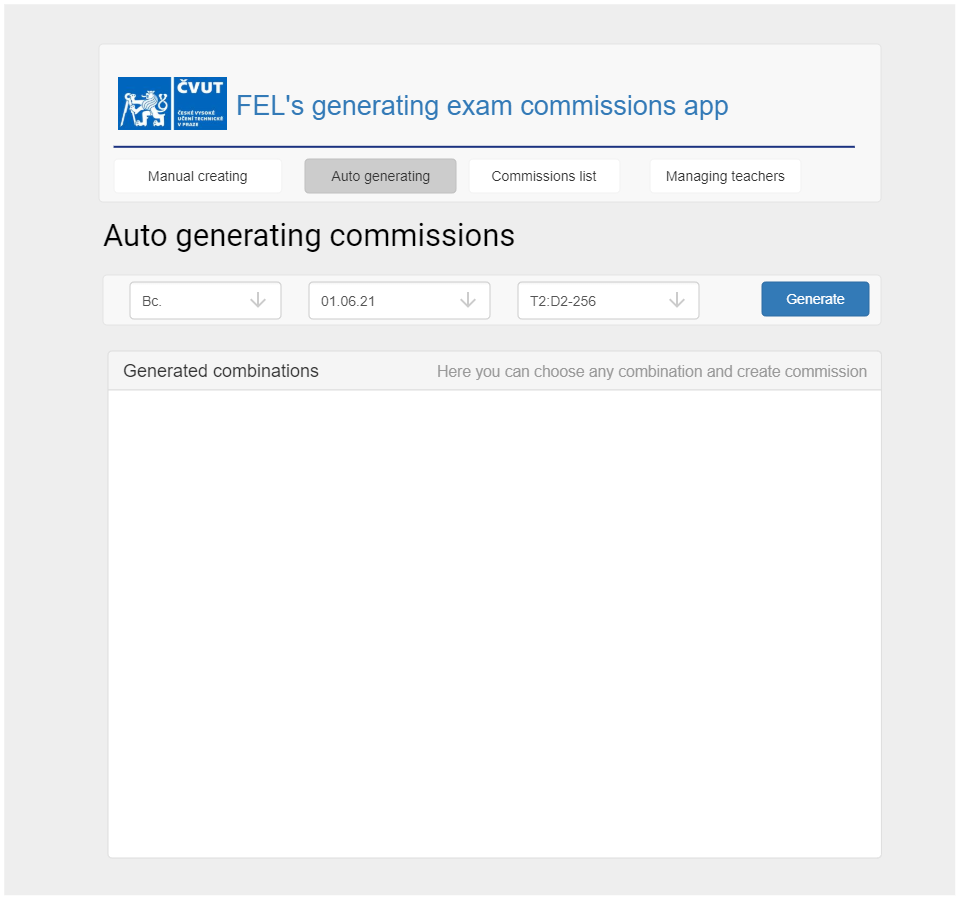 ČVUT
ČESKÉ VYSOKÉ
UČENÍ TECHNICKÉ
V PRAZE
FEL's generating exam commissions app
Manual creating
Auto generating
Commissions list
Managing teachers
Auto generating commissions
Bc.
01.06.21
T2:D2-256
Generate
Generated combinations
Here you can choose any combination and create commission